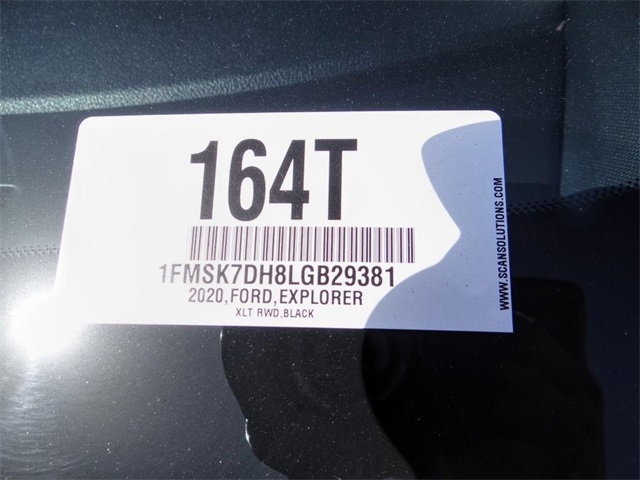 164T
1FMSK7DH8LGB29381
2020,FORD,EXPLORER
XLT RWD,BLACK
WWW.SCANSOLUTIONS.COM